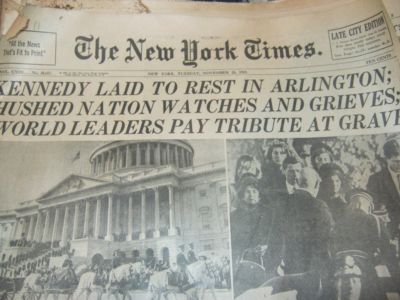 "All the News
That's Fit to Print."
The New York Times.
LATE CITY EDITION
NEW YORK, TUESDAY, NOVEMBER 26, 1963
TEN CENTS
KENNEDY LAID TO REST IN ARLINGTON;
HUSHED NATION WATCHES AND GRIEVES;
WORLD LEADERS PAY TRIBUTE AT GRAVE